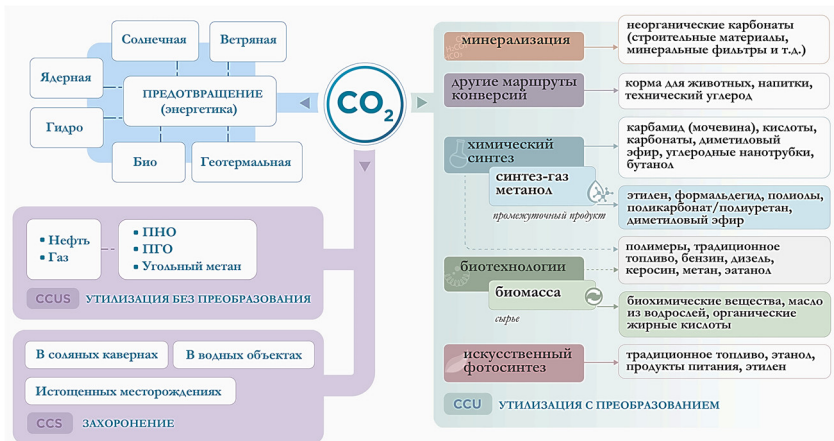 Солнечная
Ветряная
Ядерная
ПРЕДОТВРАЩЕНИЕ
(энергетика)
Гидро
Био
Геотермальная
CO2
Нефть
Газ
ПНО
ПГО
Угольный метан
CCUS УТИЛИЗАЦИЯ БЕЗ ПРЕОБРАЗОВАНИЯ
В соляных кавернах
В водных объектах
Истощенных месторождениях
CCS ЗАХОРОНЕНИЕ
минерализация
неорганические карбонаты
(строительные материалы,
минеральные фильтры и т.д.)
другие маршруты
конверсий
корма для животных, напитки,
технический углерод
химический
синтез
карбамид (мочевина), кислоты,
карбонаты, диметиловый
эфир, углеродные нанотрубки,
бутанол
синтез-газ
метанол
промежуточный продукт
этилен, формальдегид, полиолы,
поликарбонат/полиуретан,
диметиловый эфир
полимеры, традиционное
топливо, бензин, дизель,
керосин, метан, эатанол
биотехнологии
биомасса
сырье
биохимические вещества, масло
из водрослей, органические
жирные кислоты
искусственный
фотосинтез
традиционное топливо, этанол,
продукты питания, этилен
CCU УТИЛИЗАЦИЯ С ПРЕОБРАЗОВАНИЕМ